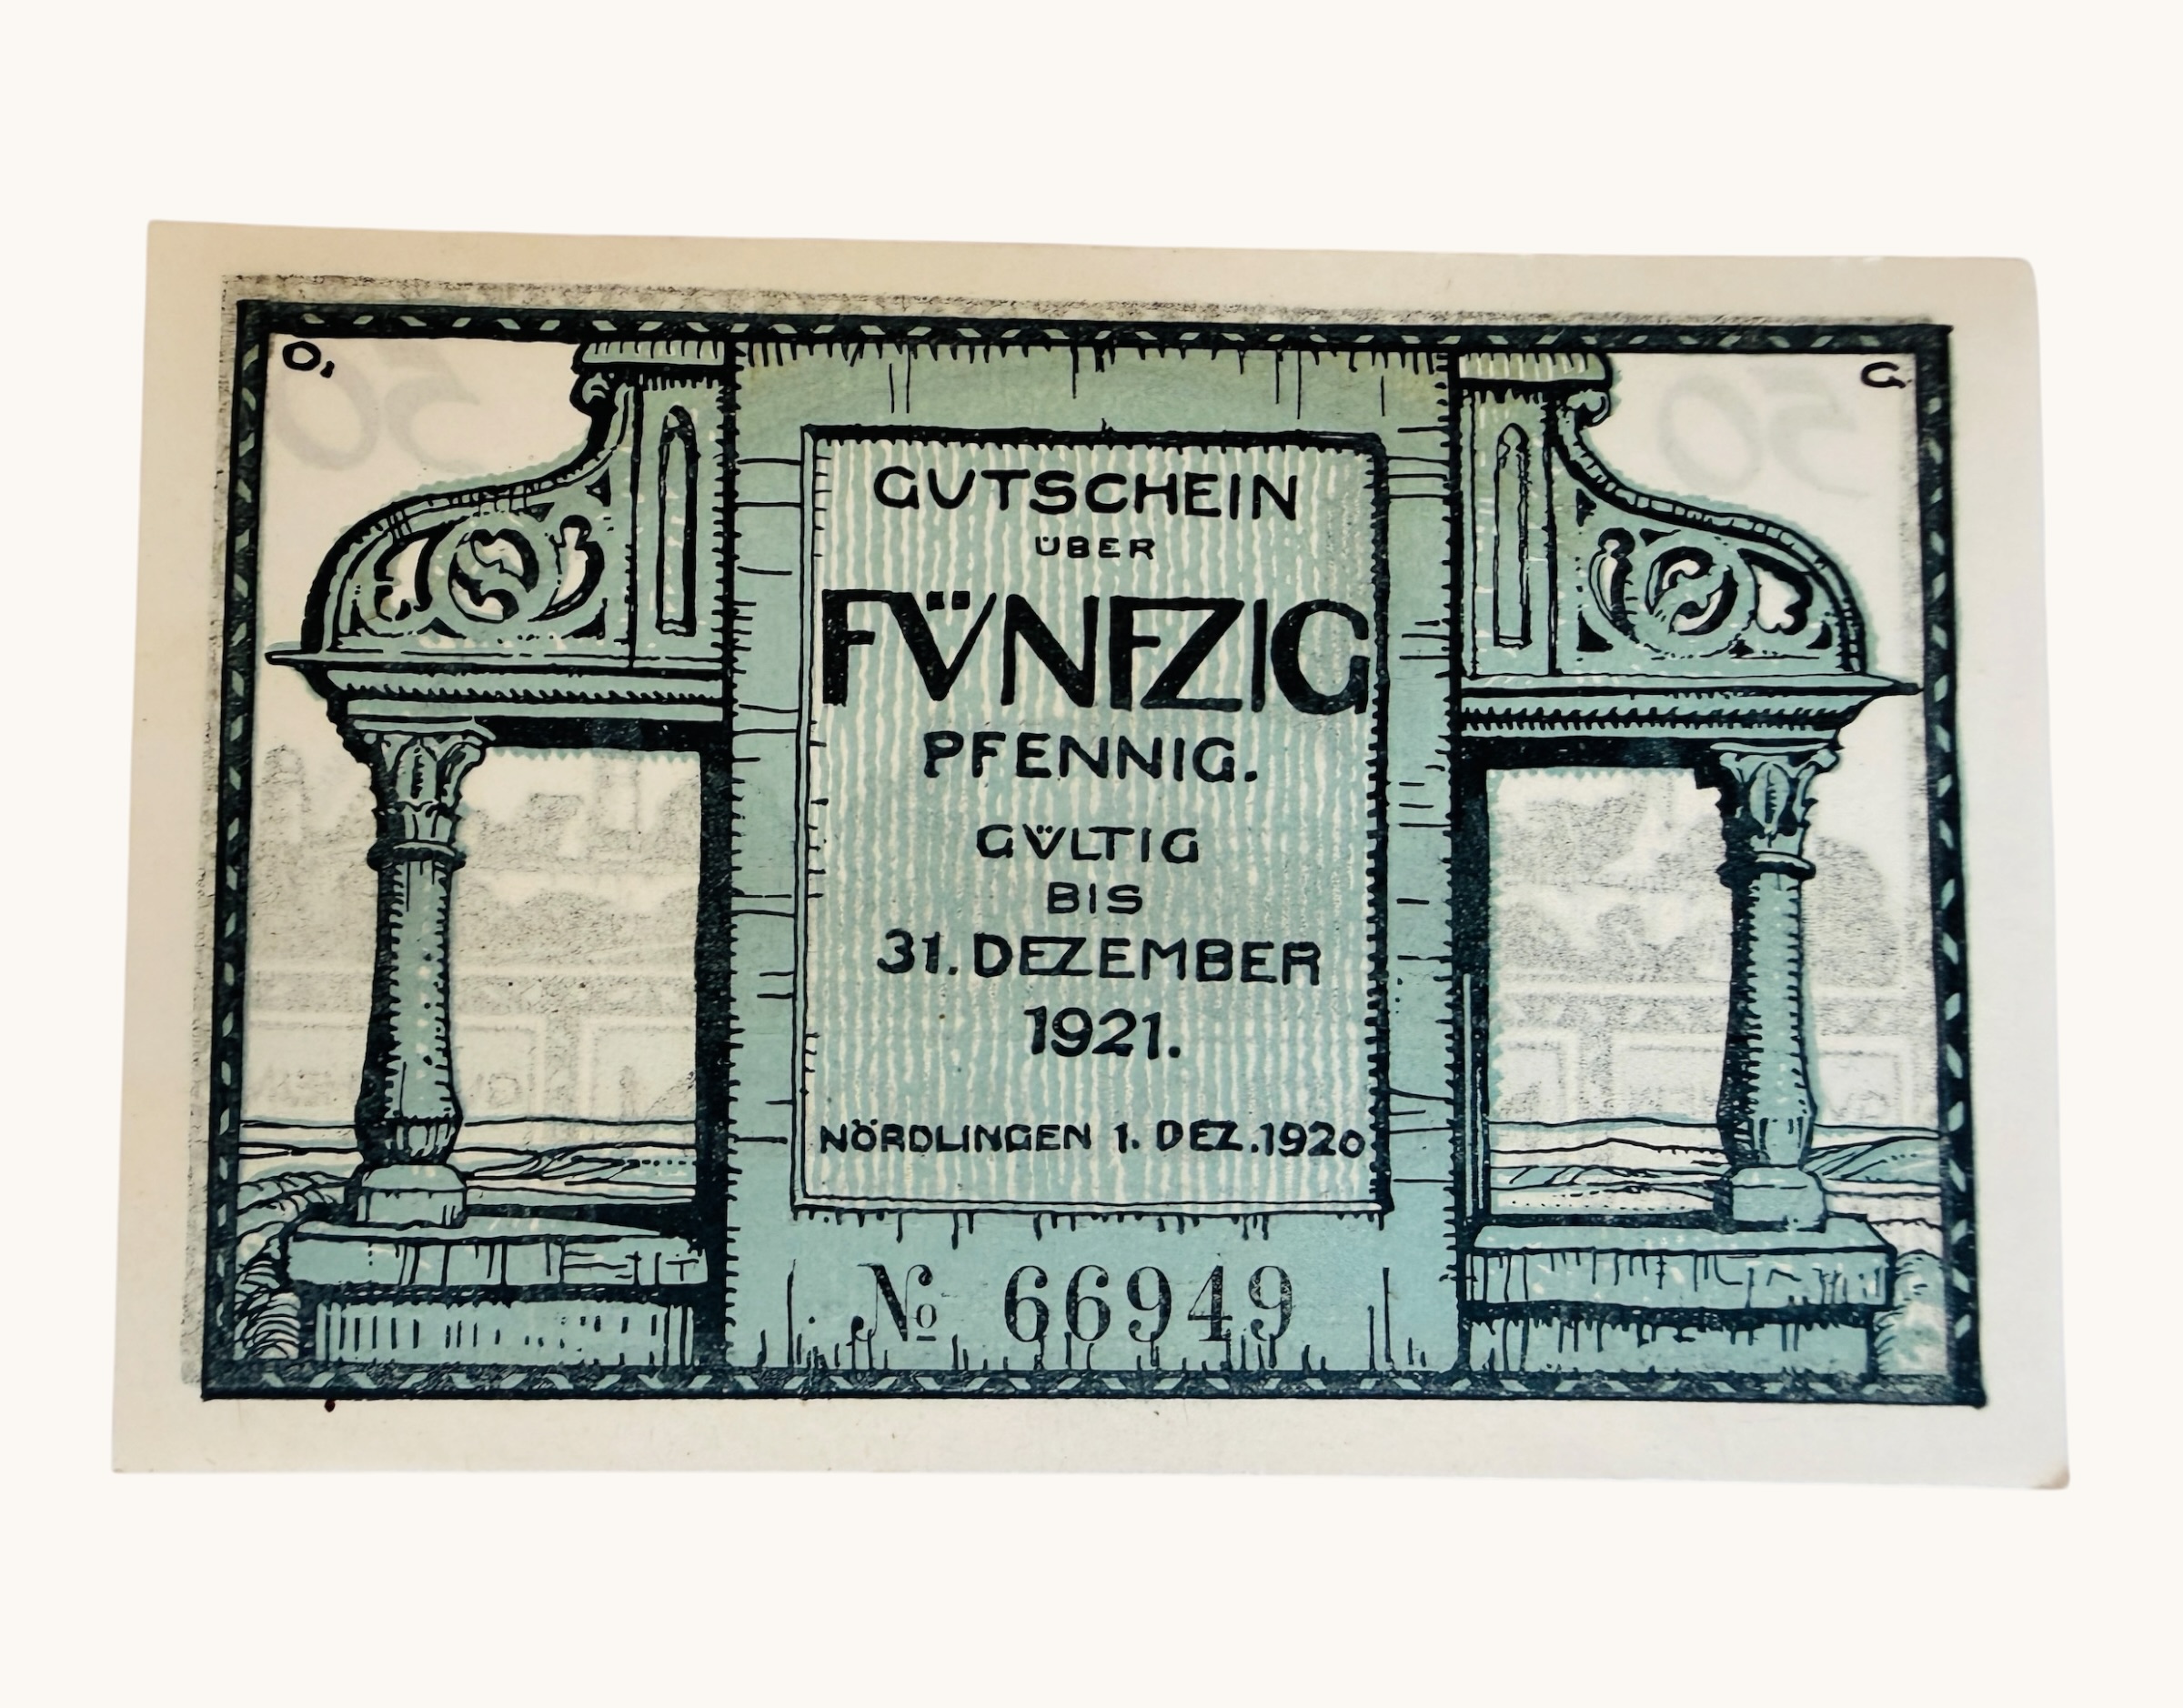 O,
G
GUTSCHEIN
ÜBER
FÜNFZIG
PFENNIG.
GÜLTIG
BIS
31. DEZEMBER
1921.
NÖRDLINGEN 1. DEZ. 1920
№ 66949